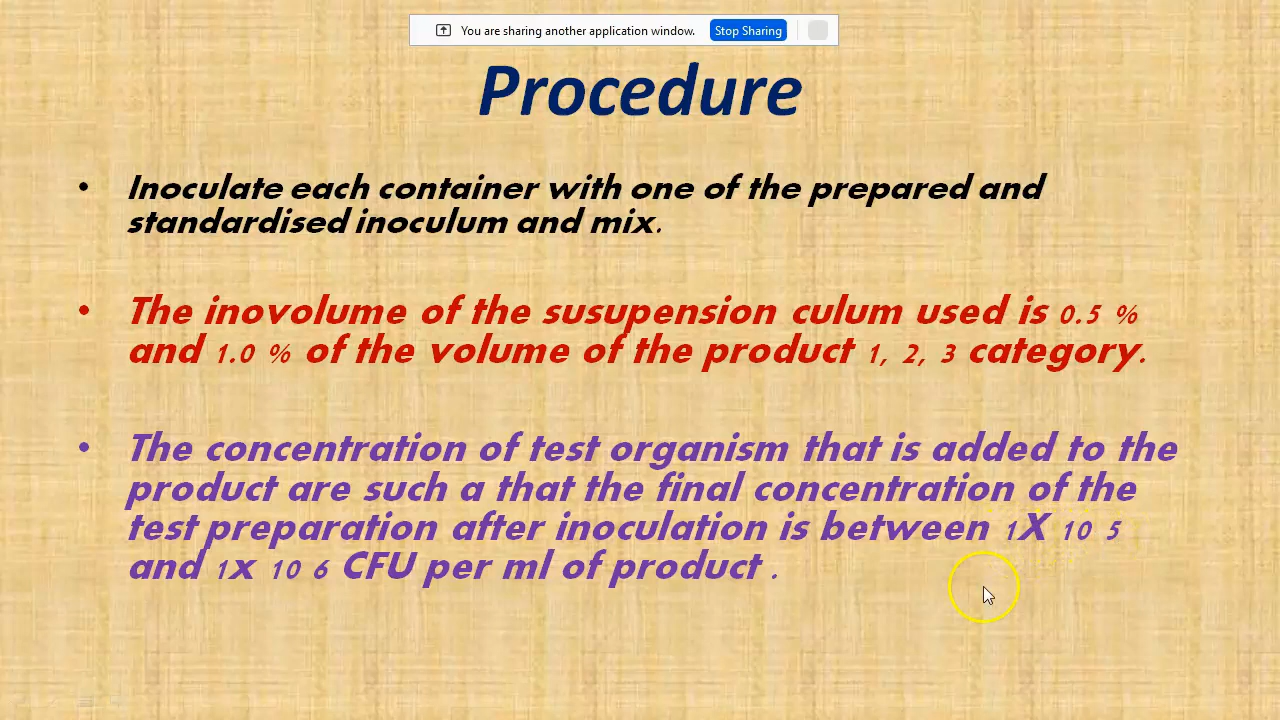 You are sharing another application window. Stop Sharing
Procedure
• Inoculate each container with one of the prepared and
standardised inoculum and mix.
• The inovolume of the susupension culum used is 0.5 %
and 1.0 % of the volume of the product 1, 2, 3 category.
• The concentration of test organism that is added to the
product are such a that the final concentration of the
test preparation after inoculation is between 1X 10 5
and 1x 10 6 CFU per ml of product .